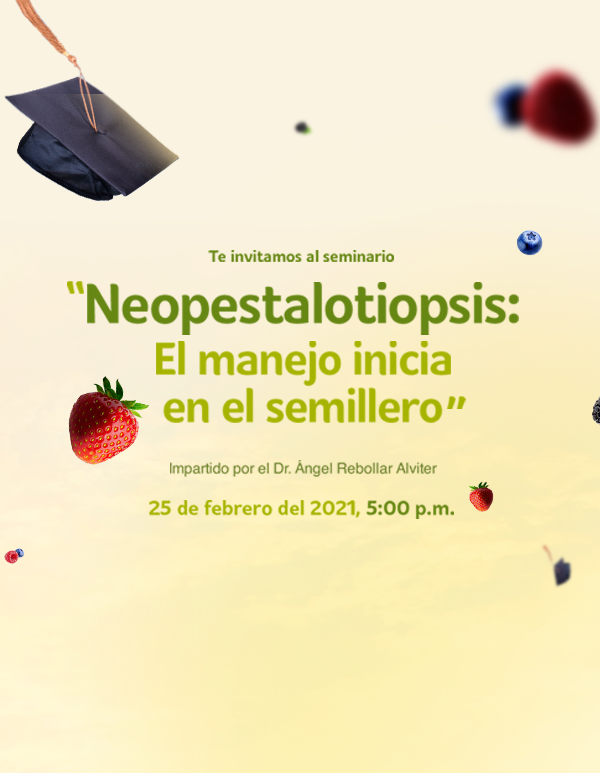 Te invitamos al seminario
"Neopestalotiopsis:
El manejo inicia
en el semillero"
Impartido por el Dr. Ángel Rebollar Alviter
25 de febrero del 2021, 5:00 p.m.